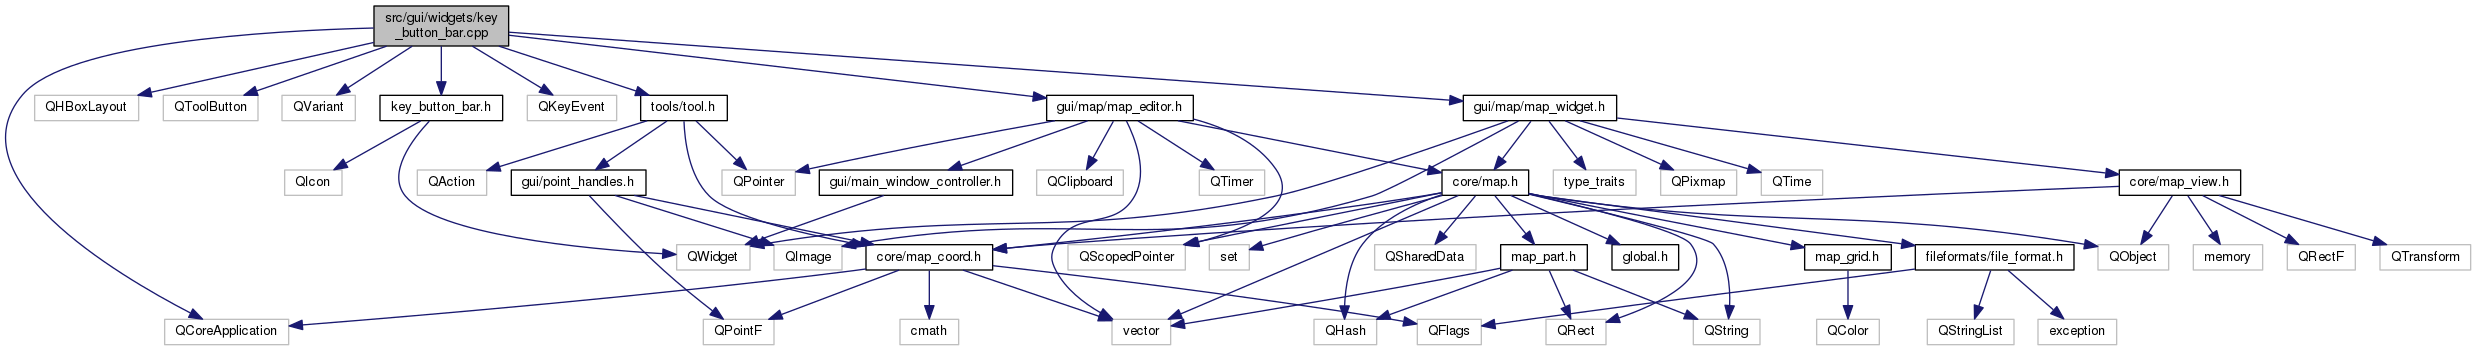 src/gui/widgets/key
_button_bar.cpp
QHBoxLayout
QToolButton
QVariant
key_button_bar.h
QKeyEvent
tools/tool.h
gui/map/map_editor.h
gui/map/map_widget.h
QIcon
QAction
gui/point_handles.h
QPointer
gui/main_window_controller.h
QClipboard
QTimer
core/map.h
type_traits
QPixmap
QTime
core/map_view.h
QWidget
QImage
core/map_coord.h
QScopedPointer
set
QSharedData
map_part.h
global.h
map_grid.h
fileformats/file_format.h
QObject
memory
QRectF
QTransform
QCoreApplication
QPointF
cmath
vector
QHash
QFlags
QRect
QString
QColor
QStringList
exception